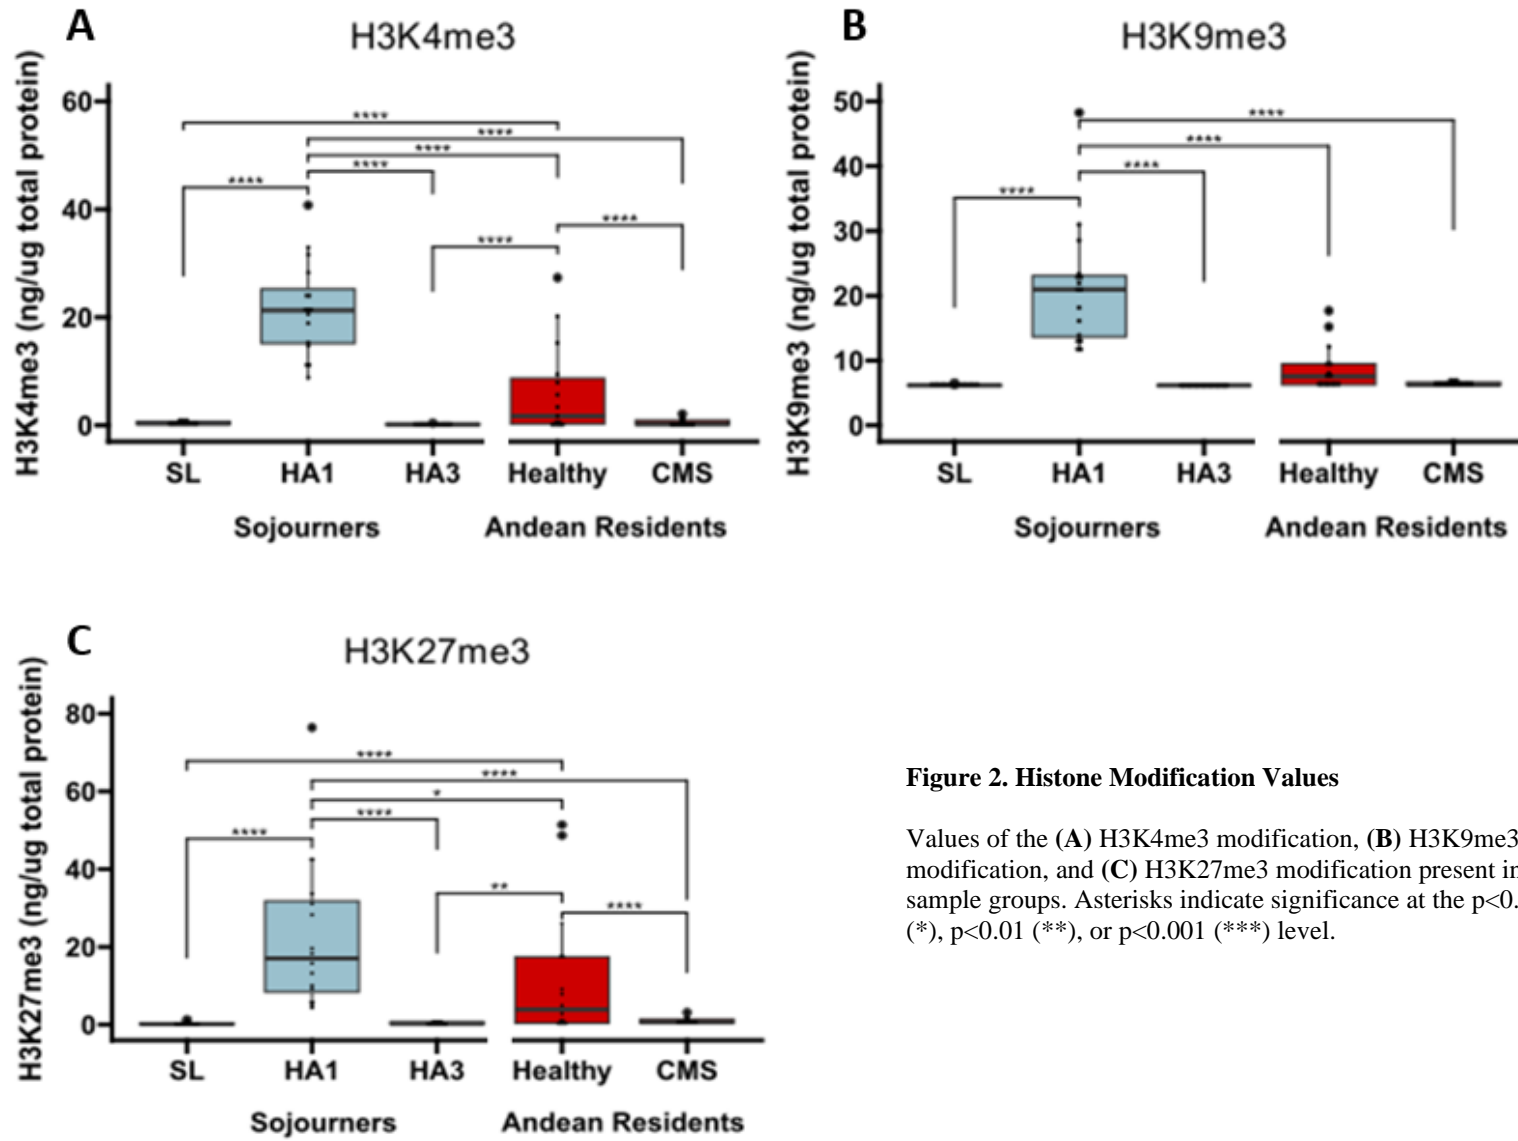 A
H3K4me3
H3K4me3 (ng/ug total protein)
60
40
20
0
****
****
****
****
****
****
****
SL HA1 HA3 Healthy CMS
Sojourners Andean Residents
B
H3K9me3
H3K9me3 (ng/ug total protein)
50
40
30
20
10
0
****
****
****
****
SL HA1 HA3 Healthy CMS
Sojourners Andean Residents
C
H3K27me3
H3K27me3 (ng/ug total protein)
80
60
40
20
0
****
****
*
****
****
**
****
SL HA1 HA3 Healthy CMS
Sojourners Andean Residents
Figure 2. Histone Modification Values
Values of the (A) H3K4me3 modification, (B) H3K9me3
modification, and (C) H3K27me3 modification present in
sample groups. Asterisks indicate significance at the p<0.
(*), p<0.01 (**), or p<0.001 (***) level.